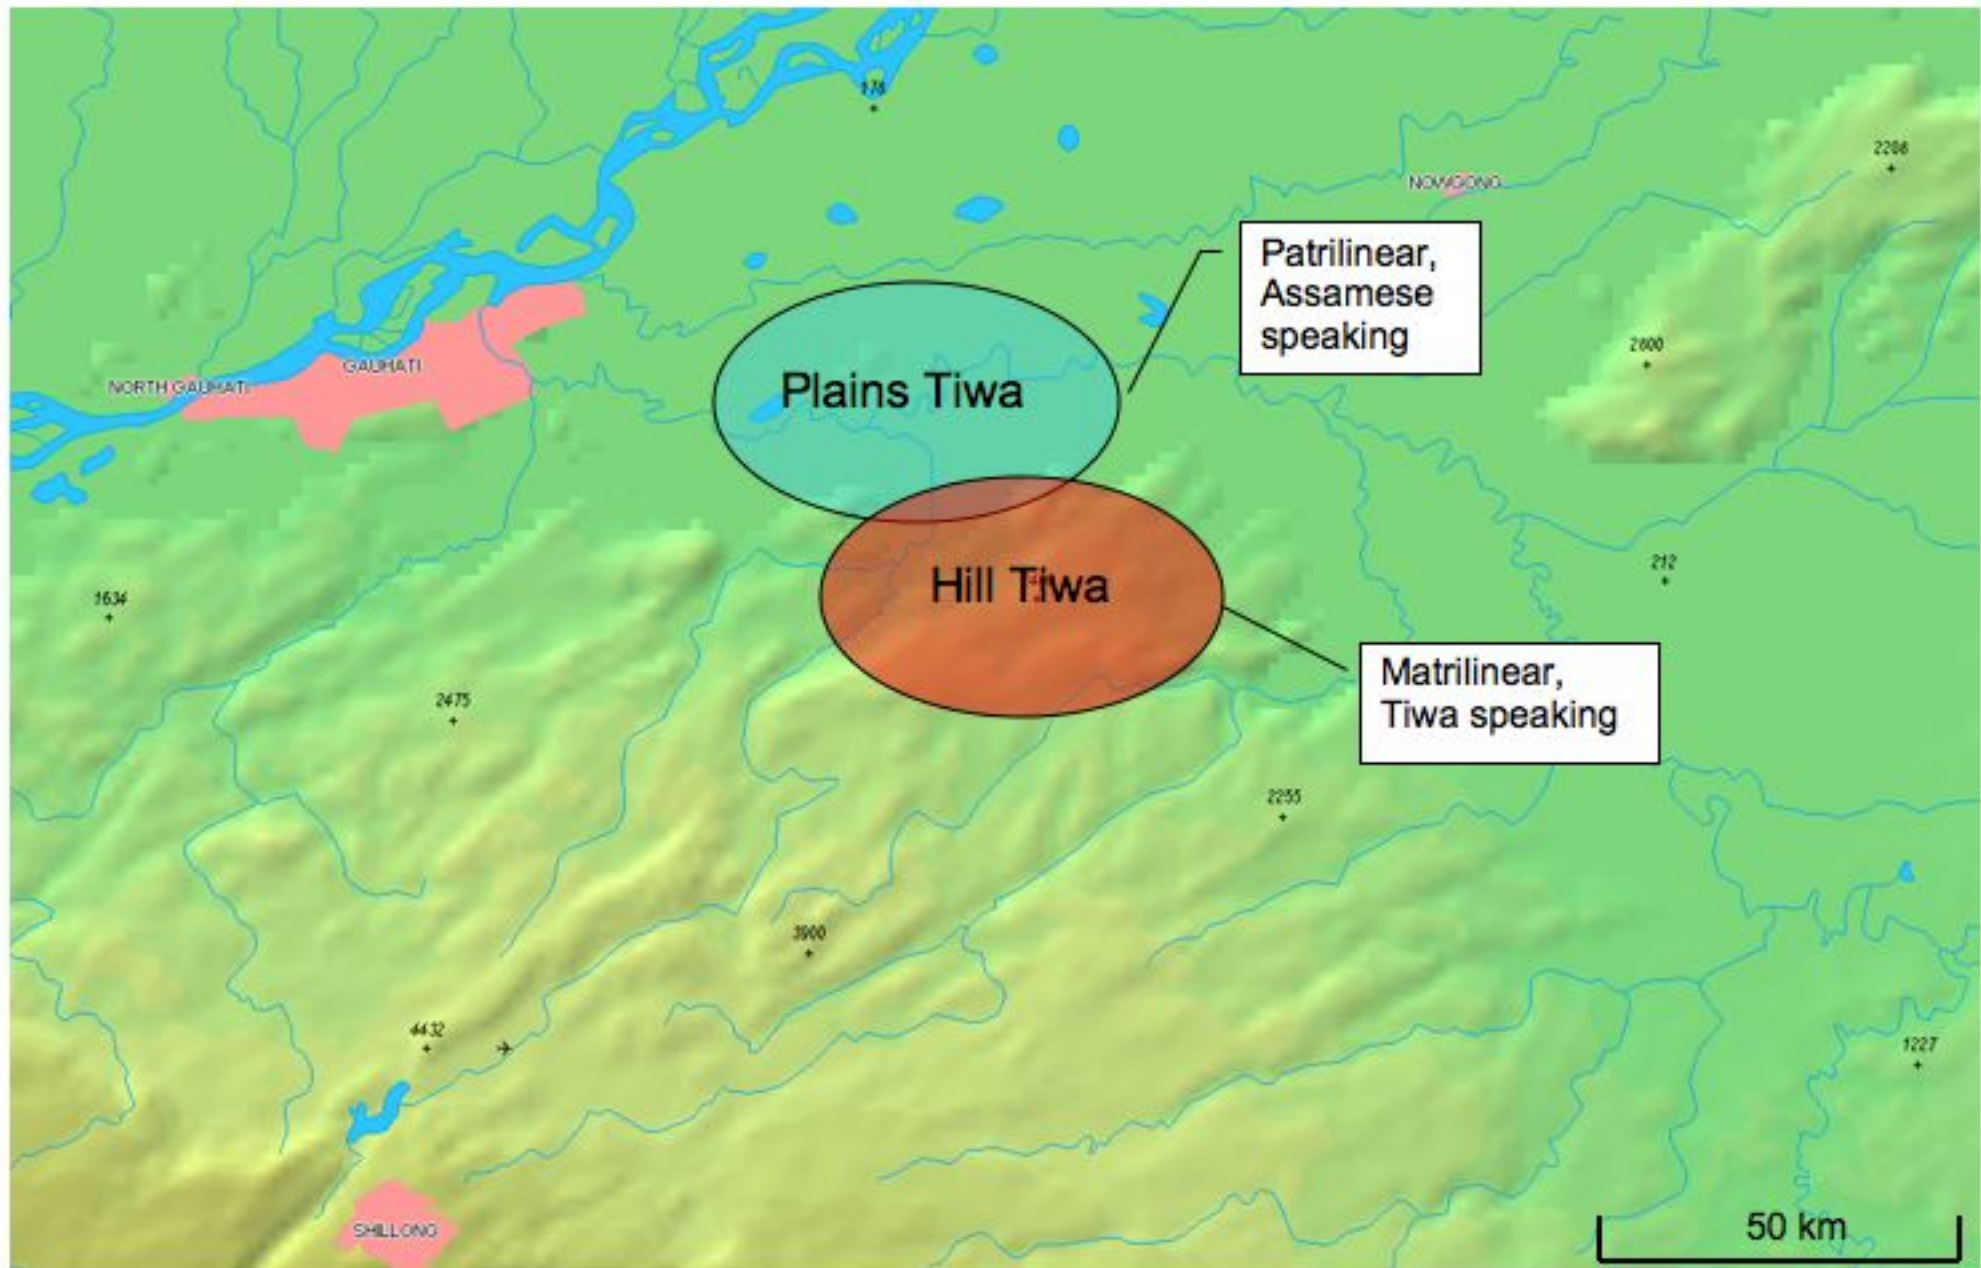 178
2208
NOWGONG
Patrilinear,
Assamese
speaking
2800
GAUHATI
NORTH GAUHATI
Plains Tiwa
212
Hill Tiwa
1634
Matrilinear,
Tiwa speaking
2475
2255
3900
4432
1227
SHILLONG
50 km